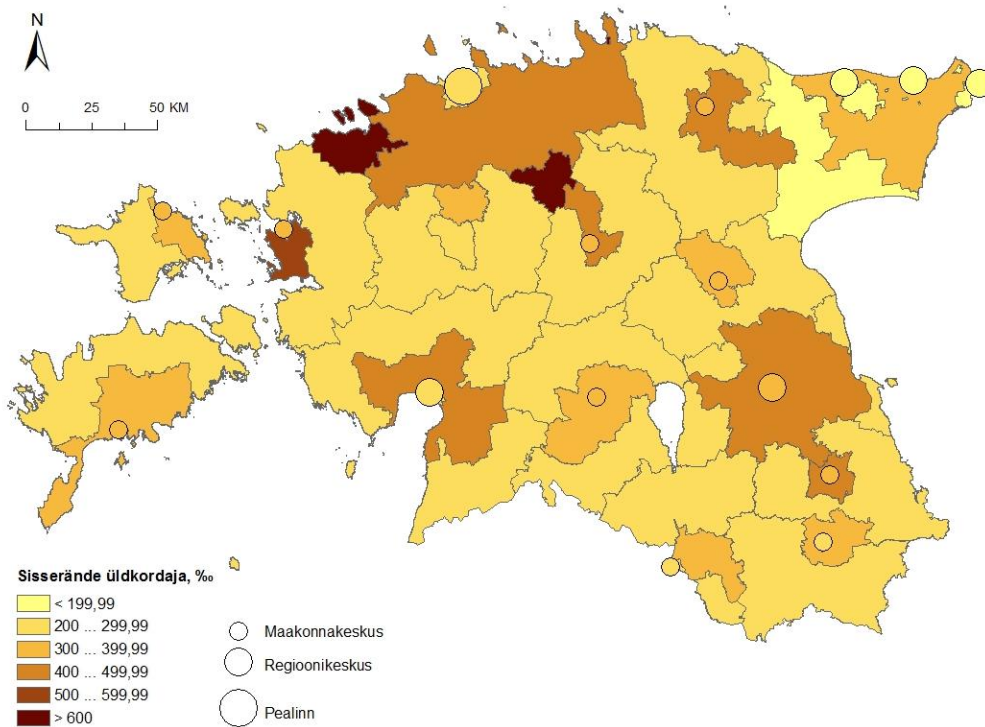 N
0 25 50 KM
Sisserände üldkordaja, ‰
< 199,99
200 ... 299,99
300 ... 399,99
400 ... 499,99
500 ... 599,99
> 600
Maakonnakeskus
Regioonikeskus
Pealinn